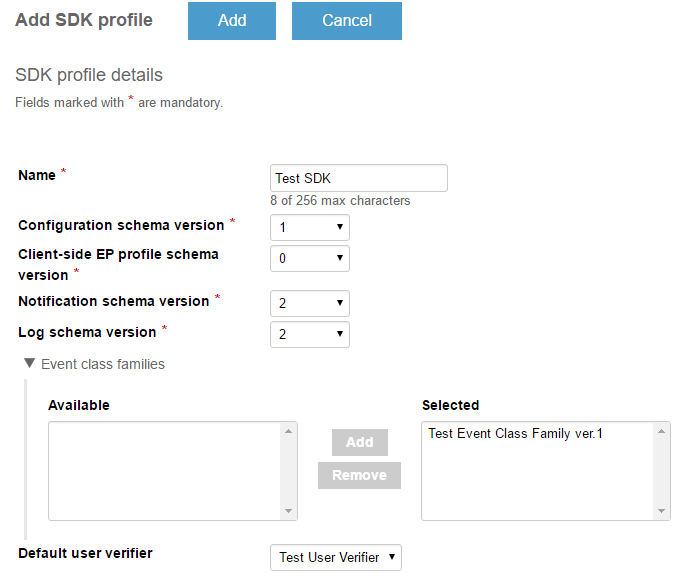 Add SDK profile Add Cancel
SDK profile details
Fields marked with * are mandatory.
Name * Test SDK
8 of 256 max characters
Configuration schema version * 1
Client-side EP profile schema
version * 0
Notification schema version * 2
Log schema version * 2
Event class families
Available Selected
Test Event Class Family ver.1
Add
Remove
Default user verifier Test User Verifier